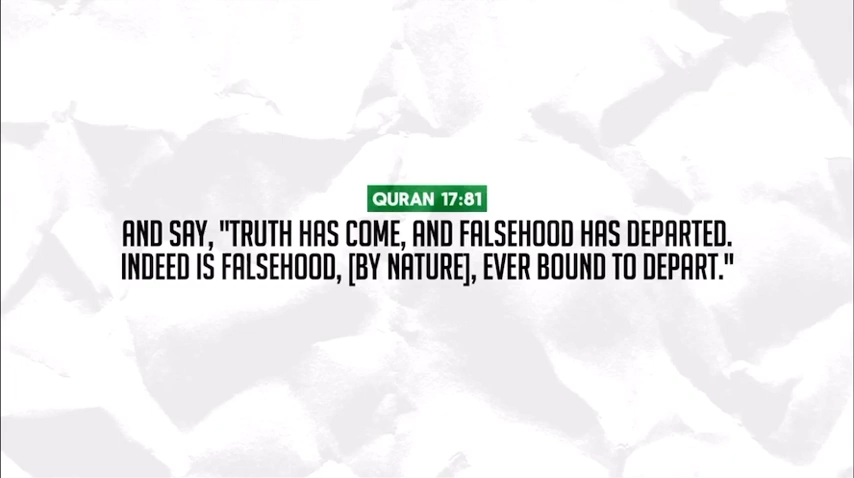 QURAN 17:81
AND SAY, "TRUTH HAS COME, AND FALSEHOOD HAS DEPARTED.
INDEED IS FALSEHOOD, [BY NATURE], EVER BOUND TO DEPART."